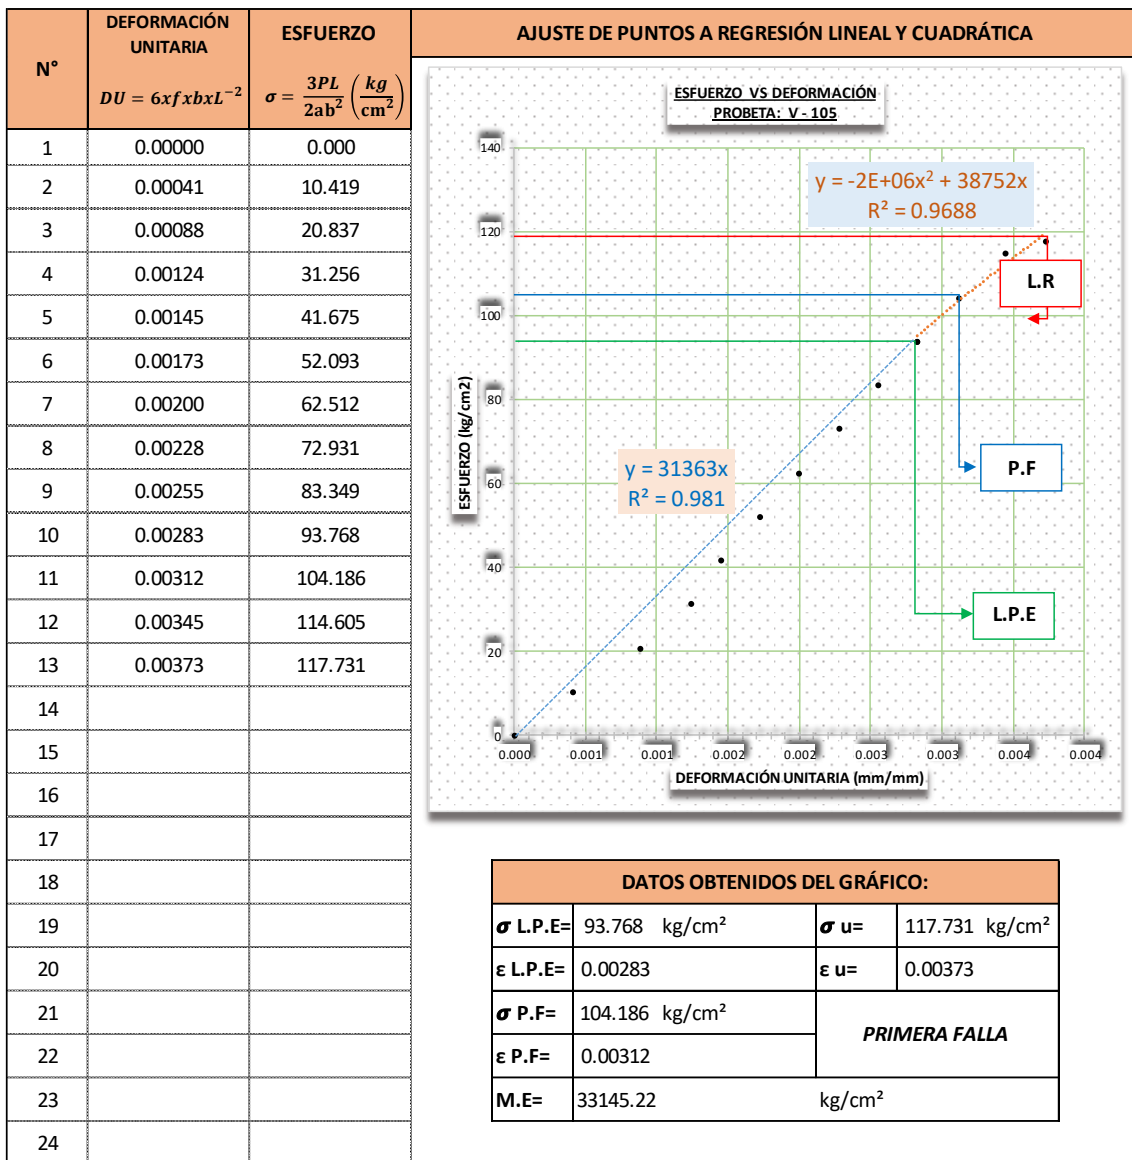 N°
DEFORMACIÓN UNITARIA
DU = 6xfxbxL⁻²
ESFUERZO
σ = 3PL/2ab² (kg/cm²)
AJUSTE DE PUNTOS A REGRESIÓN LINEAL Y CUADRÁTICA
1 0.00000 0.000
2 0.00041 10.419
3 0.00088 20.837
4 0.00124 31.256
5 0.00145 41.675
6 0.00173 52.093
7 0.00200 62.512
8 0.00228 72.931
9 0.00255 83.349
10 0.00283 93.768
11 0.00312 104.186
12 0.00345 114.605
13 0.00373 117.731
14
15
16
17
18
19
20
21
22
23
24
ESFUERZO VS DEFORMACIÓN
PROBETA: V - 105
y = -2E+06x² + 38752x
R² = 0.9688
L.R
P.F
y = 31363x
R² = 0.981
L.P.E
ESFUERZO (kg/cm2)
140
120
100
80
60
40
20
0
0.000 0.001 0.001 0.002 0.002 0.003 0.003 0.004 0.004
DEFORMACIÓN UNITARIA (mm/mm)
DATOS OBTENIDOS DEL GRÁFICO:
σ L.P.E= 93.768 kg/cm² σ u= 117.731 kg/cm²
ε L.P.E= 0.00283 ε u= 0.00373
σ P.F= 104.186 kg/cm²
PRIMERA FALLA
ε P.F= 0.00312
M.E= 33145.22 kg/cm²